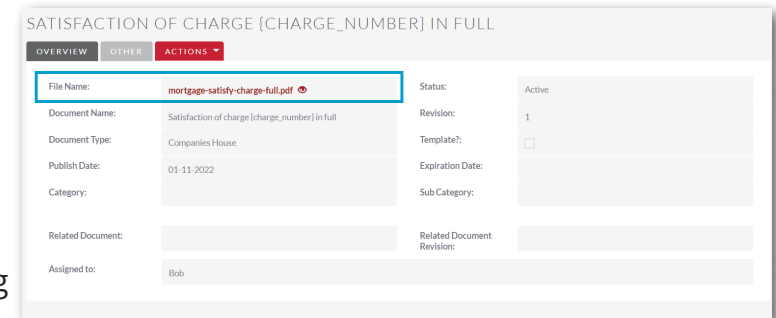 SATISFACTION OF CHARGE {CHARGE_NUMBER} IN FULL
OVERVIEW OTHER ACTIONS
File Name: mortgage-satisfy-charge-full.pdf Status: Active
Document Name: Satisfaction of charge {charge_number} in full Revision: 1
Document Type: Companies House Template?:
Publish Date: 01-11-2022 Expiration Date:
Category: Sub Category:
Related Document: Related Document
Revision:
Assigned to: Bob
g